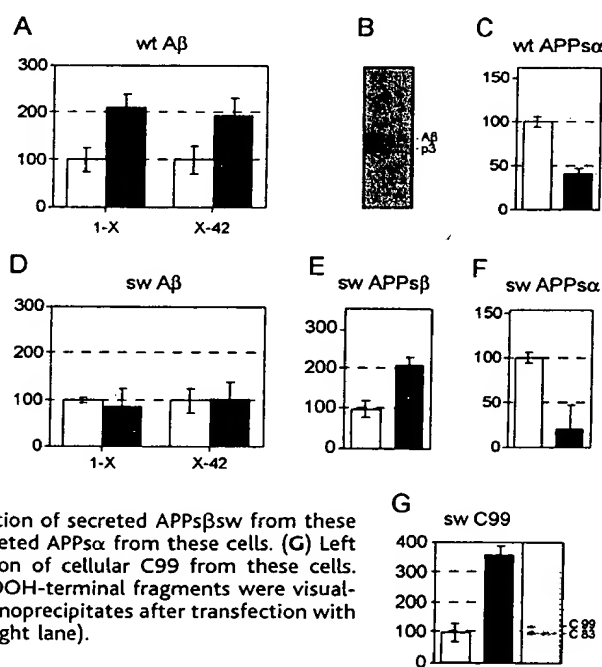 A
wt Aβ
300
200
100
0
1-X
X-42
B
Aβ
p3
C
wt APPsα
150
100
50
0
D
sw Aβ
300
200
100
0
1-X
X-42
E
sw APPsβ
300
200
100
0
F
sw APPsα
150
100
50
0
tion of secreted APPsβsw from these
eted APPsα from these cells. (G) Left
on of cellular C99 from these cells.
OOH-terminal fragments were visual-
noprecipitates after transfection with
ght lane).
G
sw C99
400
300
200
100
0
C99
C83